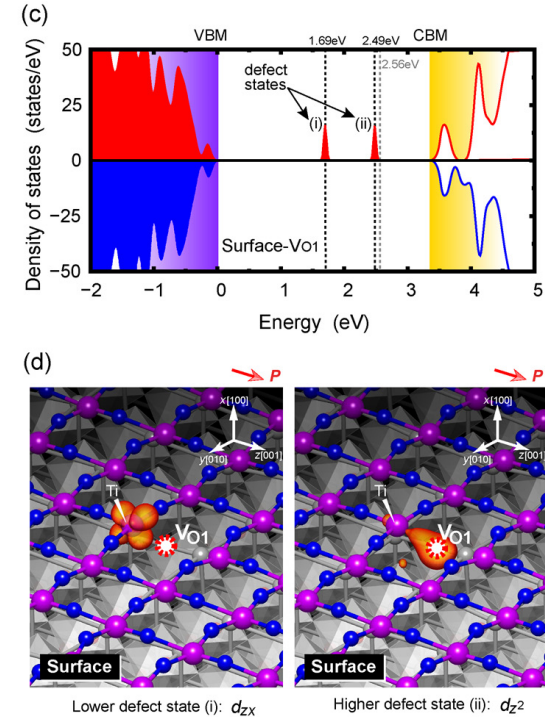 (c)
VBM
1.69eV 2.49eV
CBM
2.56eV
defect
states
(i)
(ii)
Density of states (states/eV)
50
25
0
−25
−50
Surface-VO1
−2 −1 0 1 2 3 4 5
Energy (eV)
(d)
P
P
x[100]
y[010]
z[001]
Ti
VO1
Surface
x[100]
y[010]
z[001]
Ti
VO1
Surface
Lower defect state (i): dzx
Higher defect state (ii): dz2